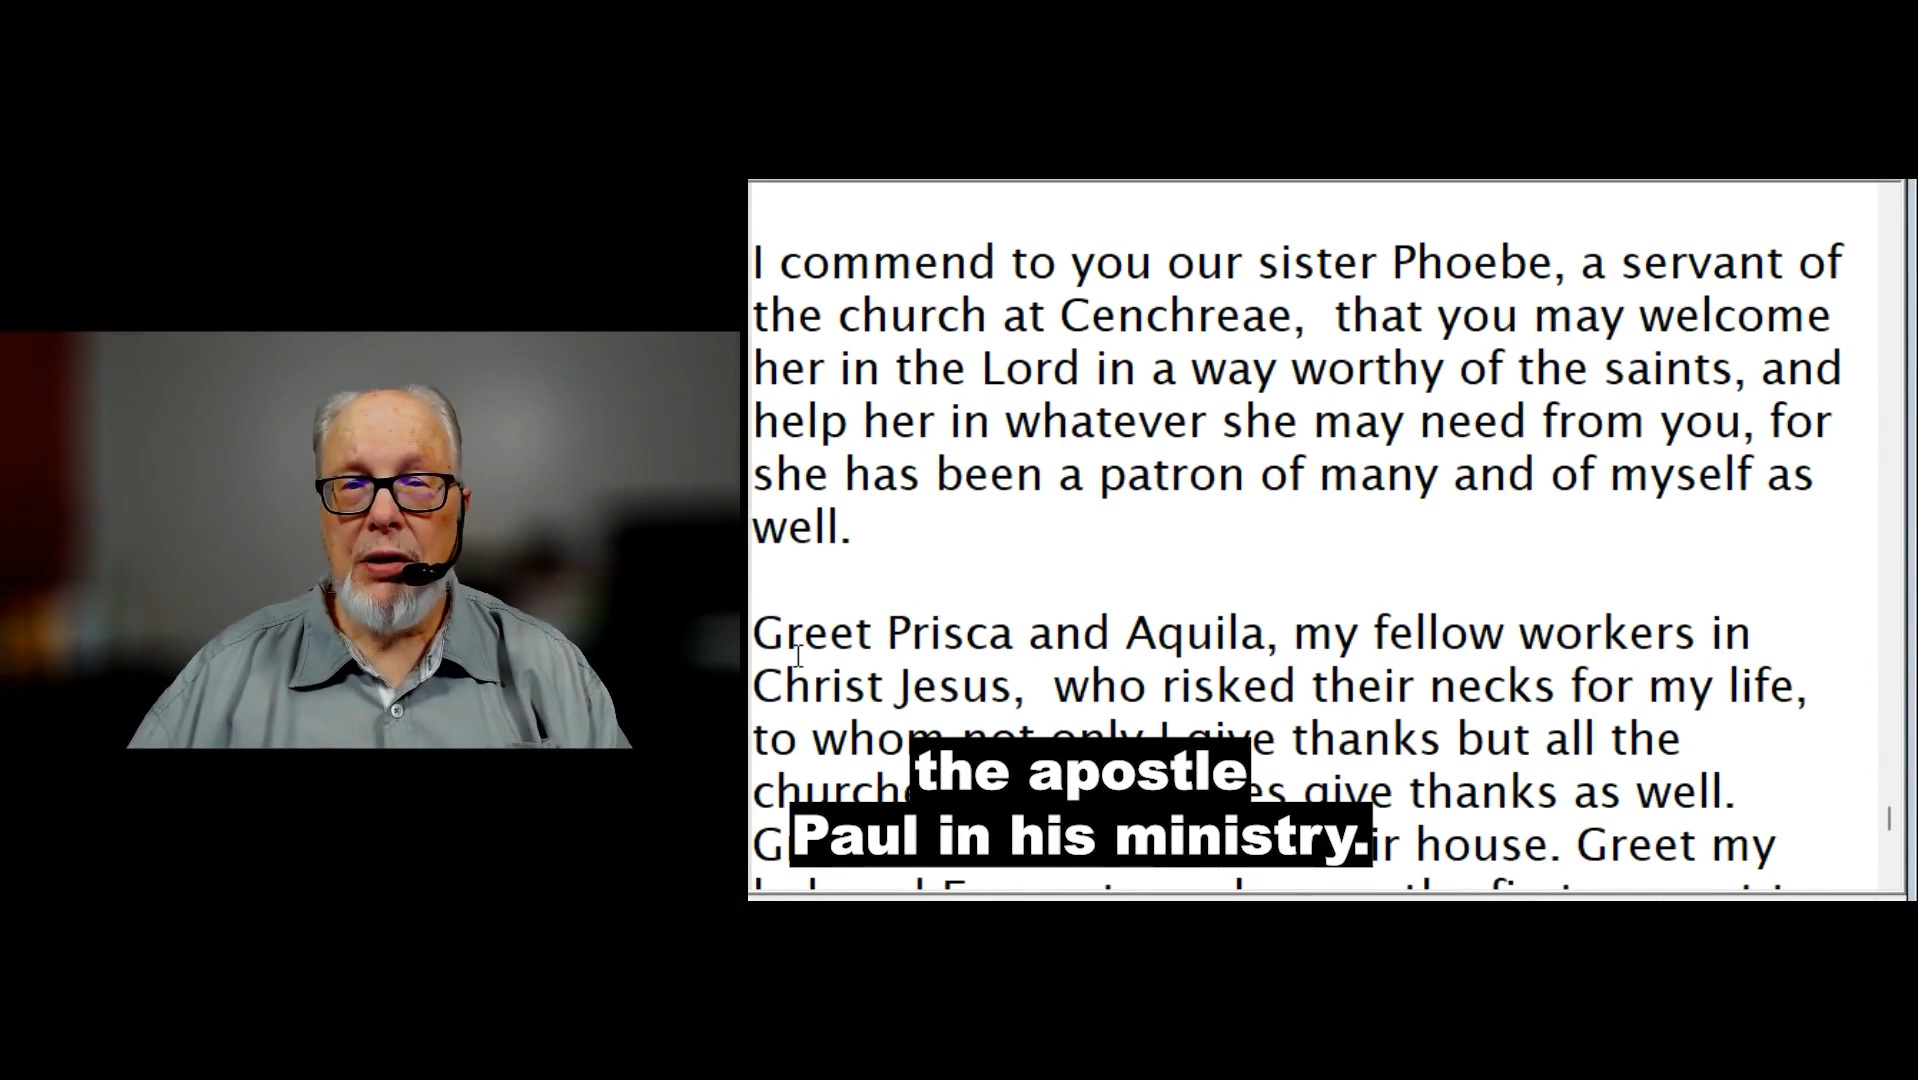 I commend to you our sister Phoebe, a servant of
the church at Cenchreae,  that you may welcome
her in the Lord in a way worthy of the saints, and
help her in whatever she may need from you, for
she has been a patron of many and of myself as
well.
Greet Prisca and Aquila, my fellow workers in
Christ Jesus,  who risked their necks for my life,
to whom not only I give thanks but all the
give thanks as well.
house. Greet my
the apostle
Paul in his ministry.